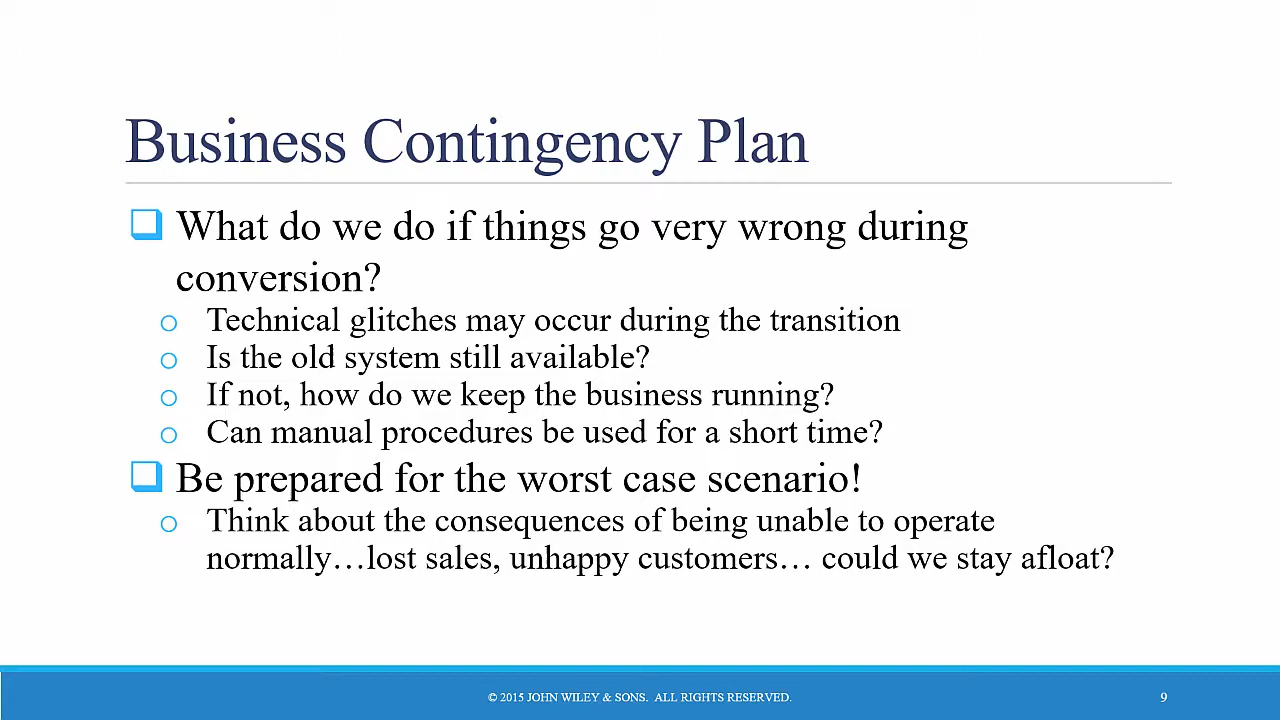 Business Contingency Plan
What do we do if things go very wrong during
conversion?
Technical glitches may occur during the transition
Is the old system still available?
If not, how do we keep the business running?
Can manual procedures be used for a short time?
Be prepared for the worst case scenario!
Think about the consequences of being unable to operate
normally…lost sales, unhappy customers… could we stay afloat?
© 2015 JOHN WILEY & SONS. ALL RIGHTS RESERVED.
9